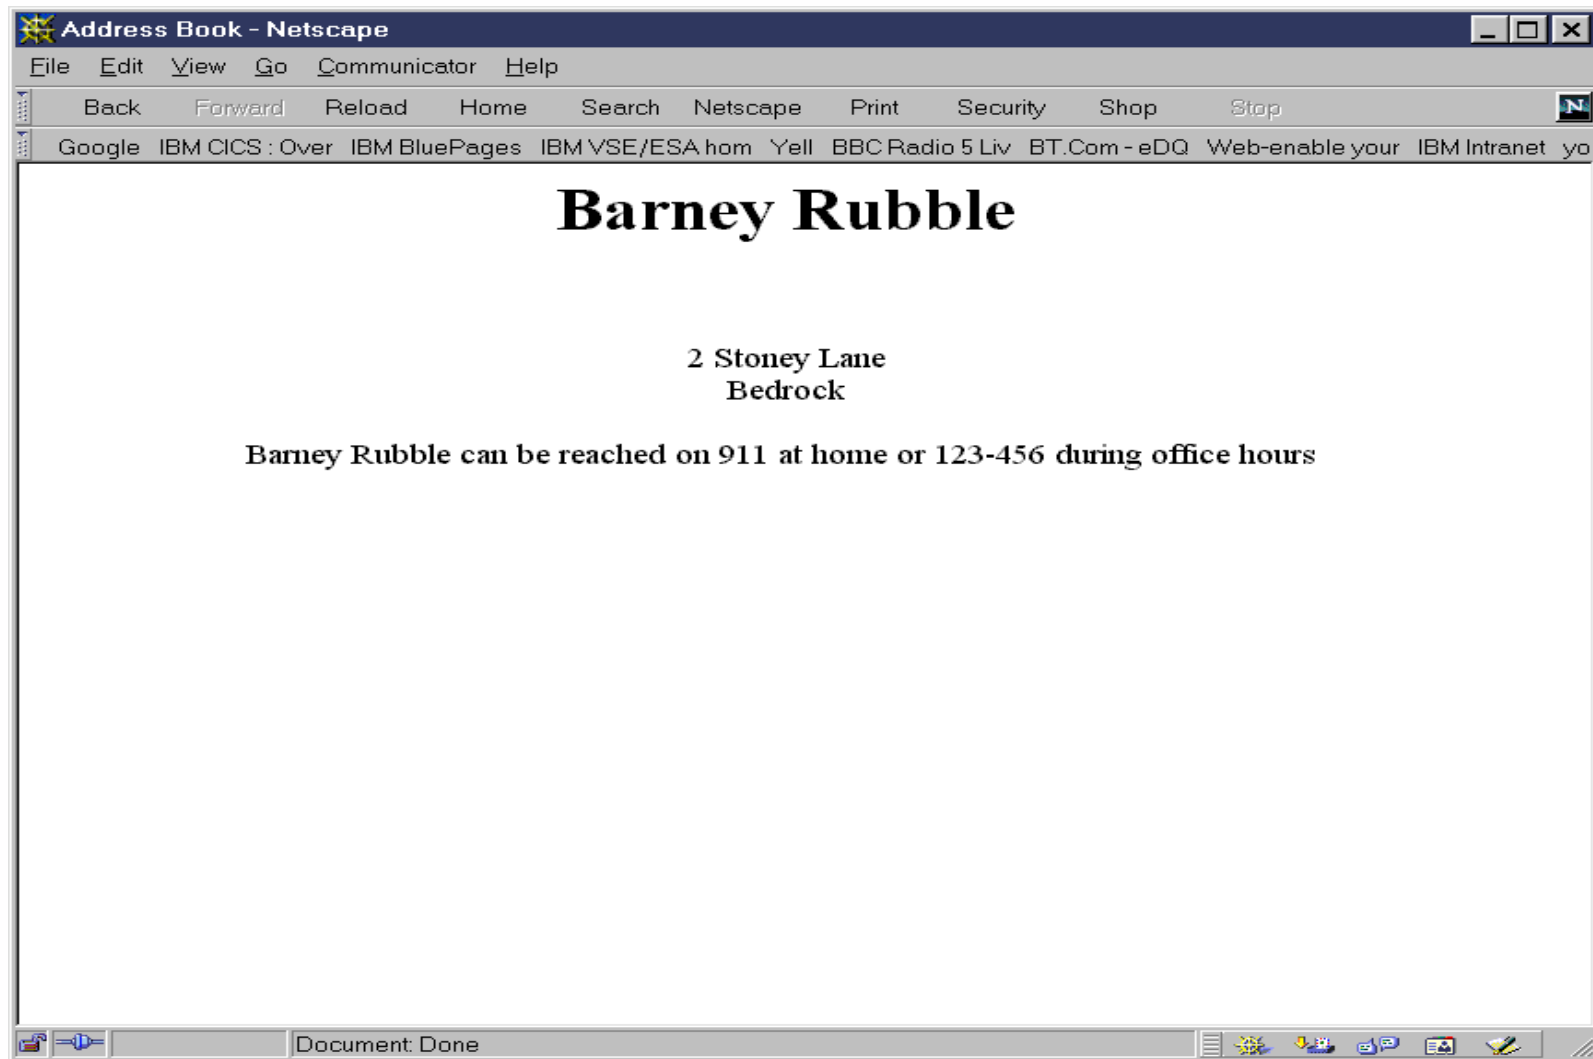 Address Book - Netscape
File Edit View Go Communicator Help
Back Forward Reload Home Search Netscape Print Security Shop Stop N
Google IBM CICS : Over IBM BluePages IBM VSE/ESA hom Yell BBC Radio 5 Liv BT.Com - eDQ Web-enable your IBM Intranet yo
Barney Rubble
2 Stoney Lane
Bedrock
Barney Rubble can be reached on 911 at home or 123-456 during office hours
Document: Done